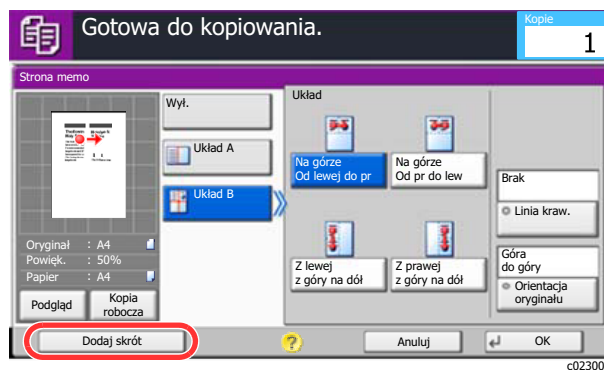 Gotowa do kopiowania.
Kopie
1
Strona memo
Wył.
Układ A
Układ B
Układ
Na górze
Od lewej do pr
Na górze
Od pr do lew
Z lewej
z góry na dół
Z prawej
z góry na dół
Brak
Linia kraw.
Góra
do góry
Orientacja
oryginału
Oryginał : A4
Powięk. : 50%
Papier : A4
Podgląd
Kopia
robocza
Dodaj skrót
?
Anuluj
OK
c02300